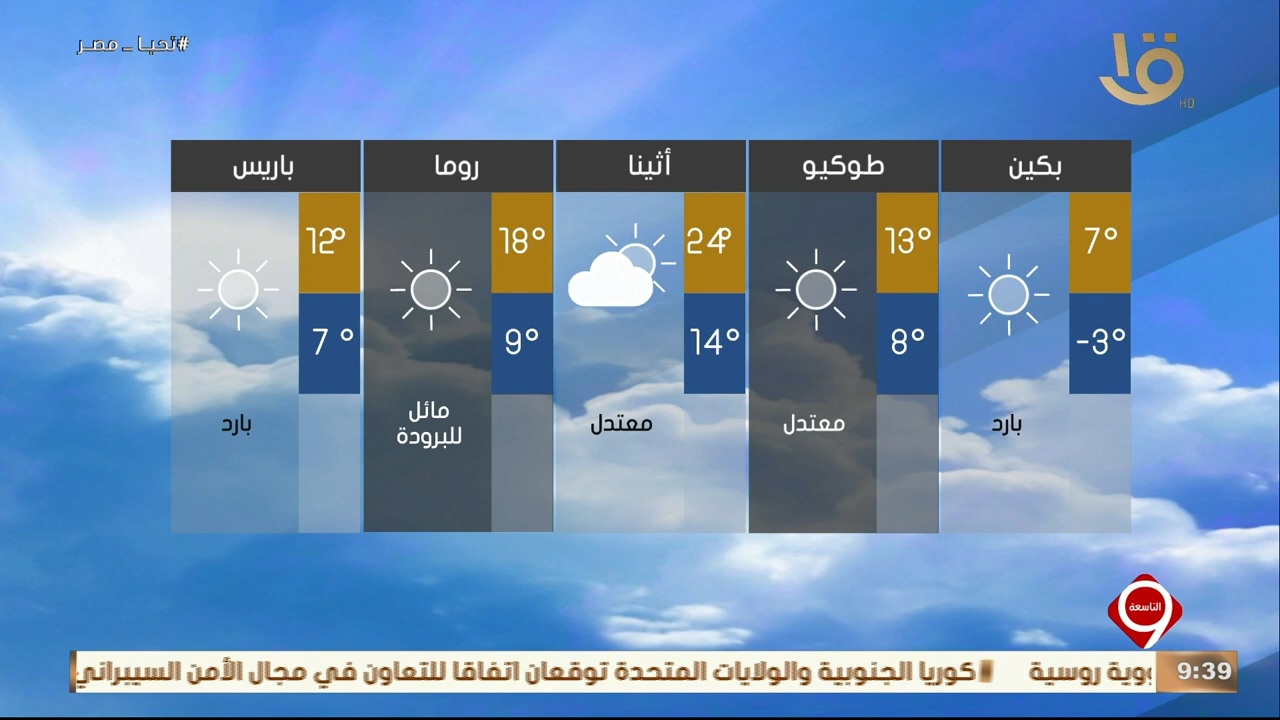 #تحيا_مصر
HD
بكين
7°
-3°
بارد
طوكيو
13°
8°
معتدل
أثينا
24°
14°
معتدل
روما
18°
9°
مائل
للبرودة
باريس
12°
7°
بارد
التاسعة
9
9:39
روسية كوريا الجنوبية والولايات المتحدة توقعان اتفاقا للتعاون في مجال الأمن السيبراني